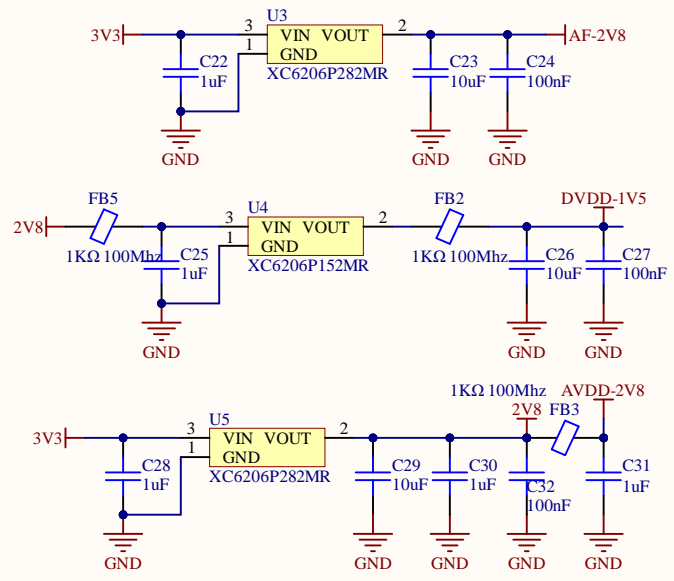 U3
3V3
3
VIN VOUT
2
AF-2V8
1
GND
C22
1uF
XC6206P282MR
C23
10uF
C24
100nF
GND
GND
GND
FB5
U4
FB2
DVDD-1V5
2V8
3
VIN VOUT
2
1
GND
1KΩ 100Mhz
C25
1uF
XC6206P152MR
1KΩ 100Mhz
C26
10uF
C27
100nF
GND
GND
GND
1KΩ 100Mhz
AVDD-2V8
2V8
FB3
U5
3V3
3
VIN VOUT
2
1
GND
C28
1uF
XC6206P282MR
C29
10uF
C30
1uF
C32
100nF
C31
1uF
GND
GND
GND
GND
GND